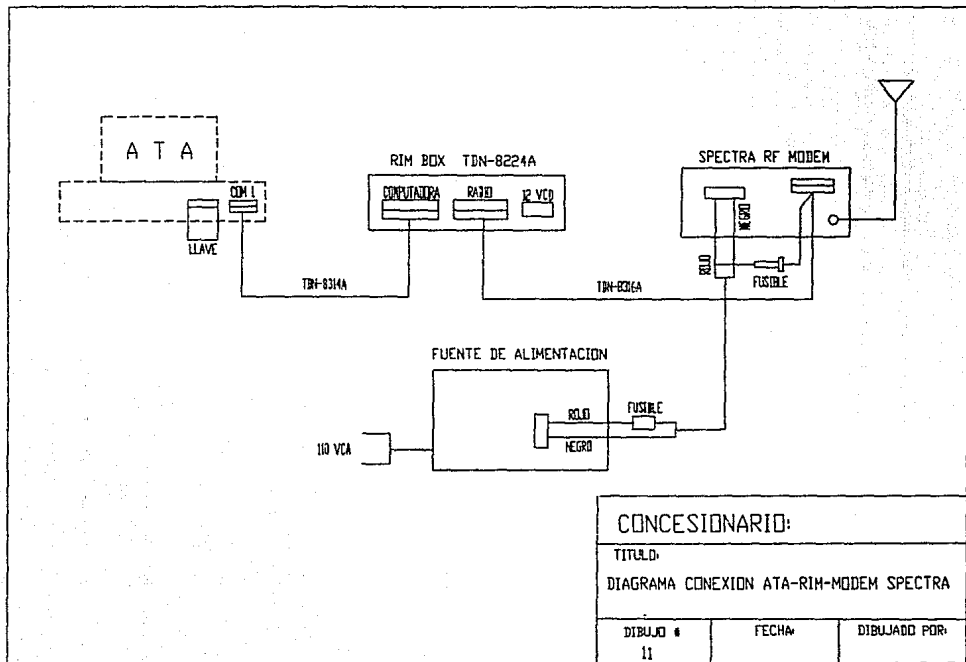 A T A
COM 1
LLAVE
TDN-8314A
RIM BOX TDN-8224A
COMPUTADORA
RADIO
12 VCD
TDN-8316A
SPECTRA RF MODEM
NEGRO
ROJO
FUSIBLE
FUENTE DE ALIMENTACION
ROJO
FUSIBLE
NEGRO
110 VCA
CONCESIONARIO:
TITULO:
DIAGRAMA CONEXION ATA-RIM-MODEM SPECTRA
DIBUJO #
11
FECHA:
DIBUJADO POR: